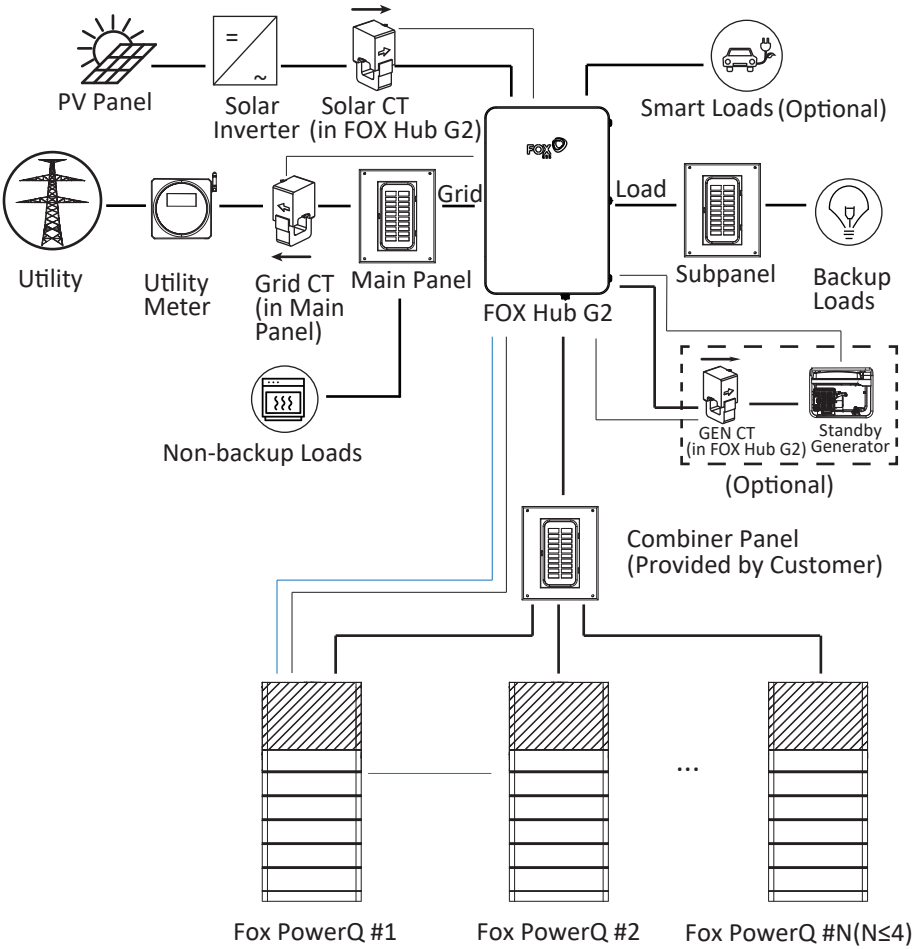 PV Panel
Solar
Inverter
Solar CT
(in FOX Hub G2)
Smart Loads (Optional)
FOX
Grid
Load
Utility
Utility
Meter
Grid CT
(in Main
Panel)
Main Panel
FOX Hub G2
Subpanel
Backup
Loads
Non-backup Loads
GEN CT
(in FOX Hub G2)
Standby
Generator
(Optional)
Combiner Panel
(Provided by Customer)
...
Fox PowerQ #1
Fox PowerQ #2
Fox PowerQ #N(N≤4)